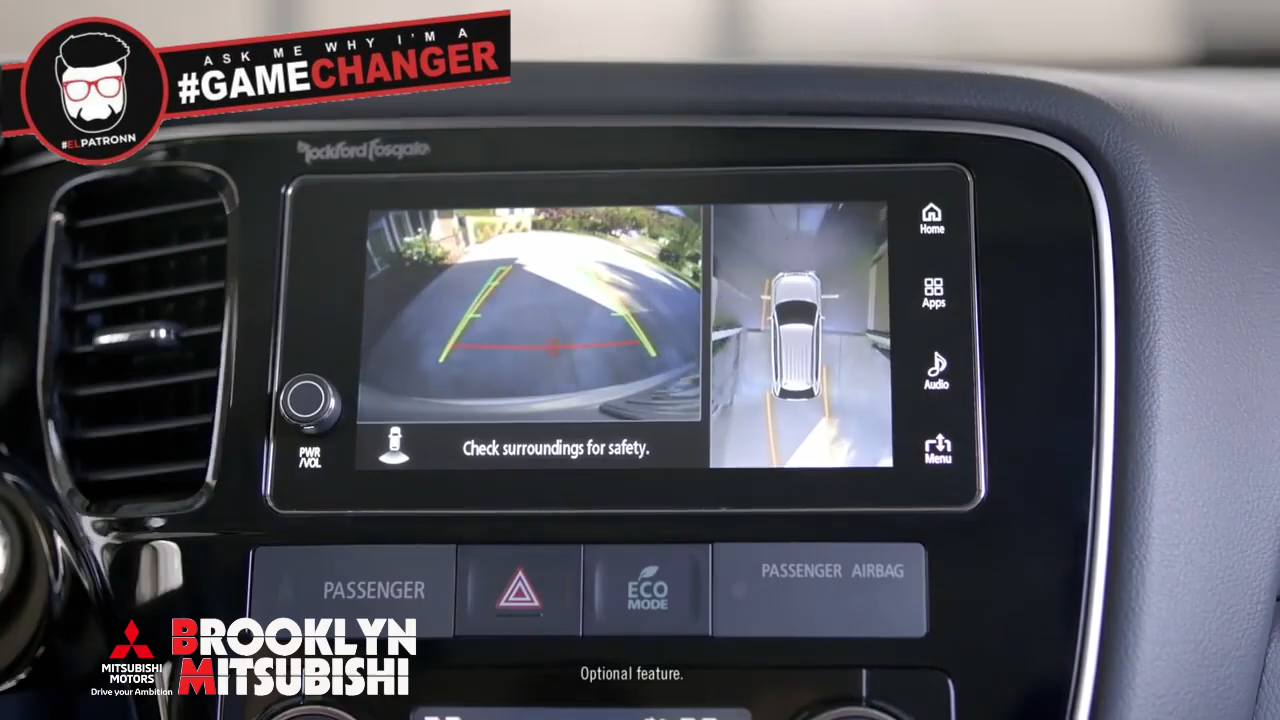 ASK ME WHY I'M A
#GAMECHANGER
#ELPATRONN
Rockford Fosgate
Home
Apps
Audio
Menu
PWR
/VOL
Check surroundings for safety.
PASSENGER
ECO
MODE
PASSENGER AIRBAG
Optional feature.
MITSUBISHI
MOTORS
Drive your Ambition
BROOKLYN
MITSUBISHI